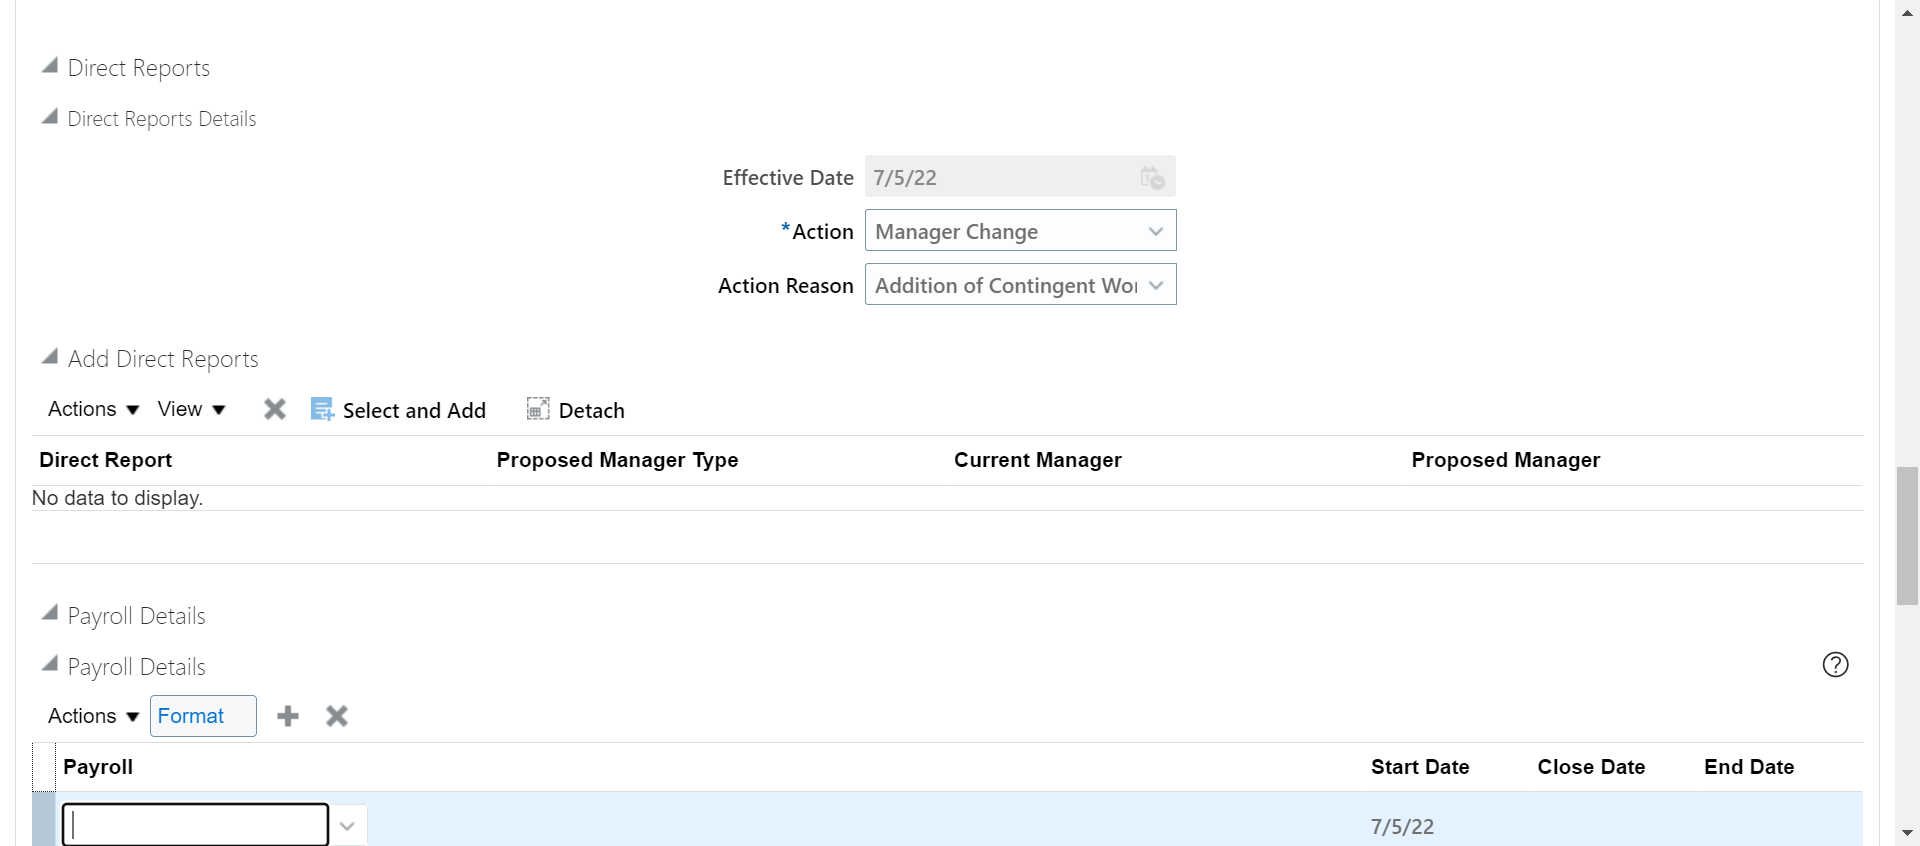 Direct Reports
Direct Reports Details
Effective Date 7/5/22
*Action Manager Change
Action Reason Addition of Contingent Wor
Add Direct Reports
Actions View Select and Add Detach
Direct Report Proposed Manager Type Current Manager Proposed Manager
No data to display.
Payroll Details
Payroll Details
Actions Format
Payroll Start Date Close Date End Date
7/5/22